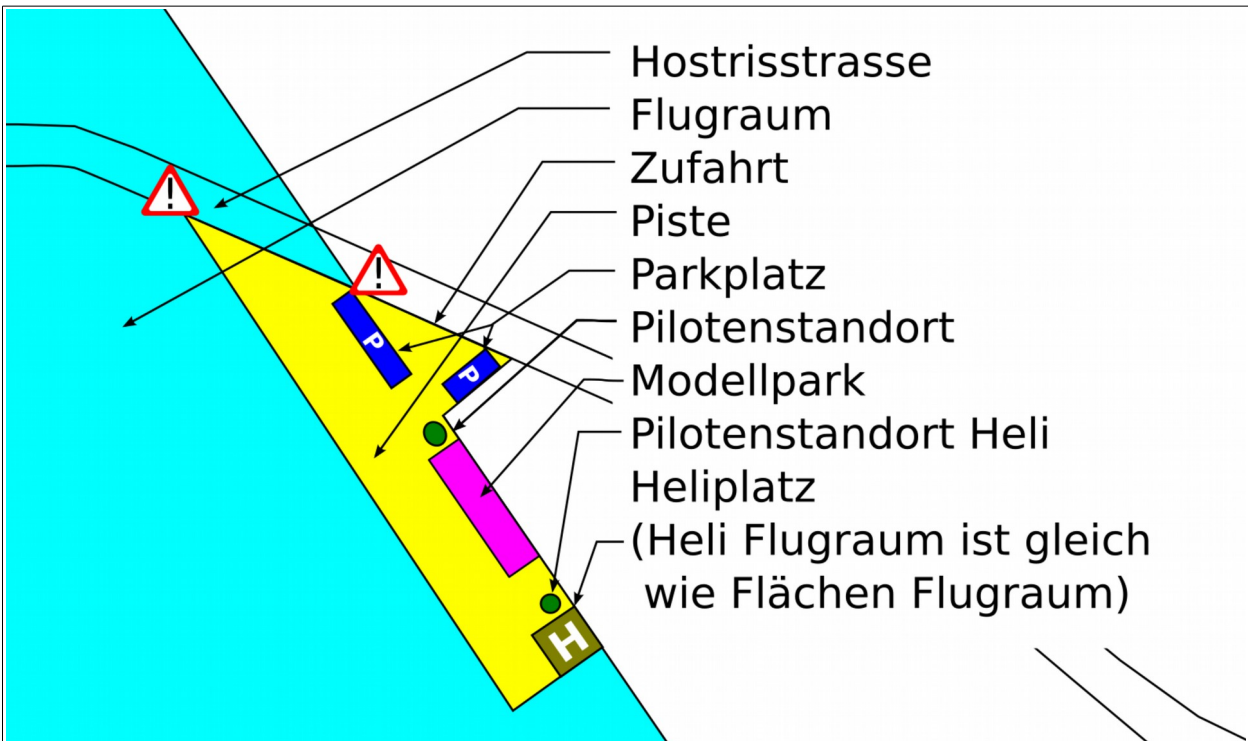 Hostrisstrasse
Flugraum
Zufahrt
Piste
Parkplatz
Pilotenstandort
Modellpark
Pilotenstandort Heli
Heliplatz
(Heli Flugraum ist gleich
wie Flächen Flugraum)
!
!
P
P
H